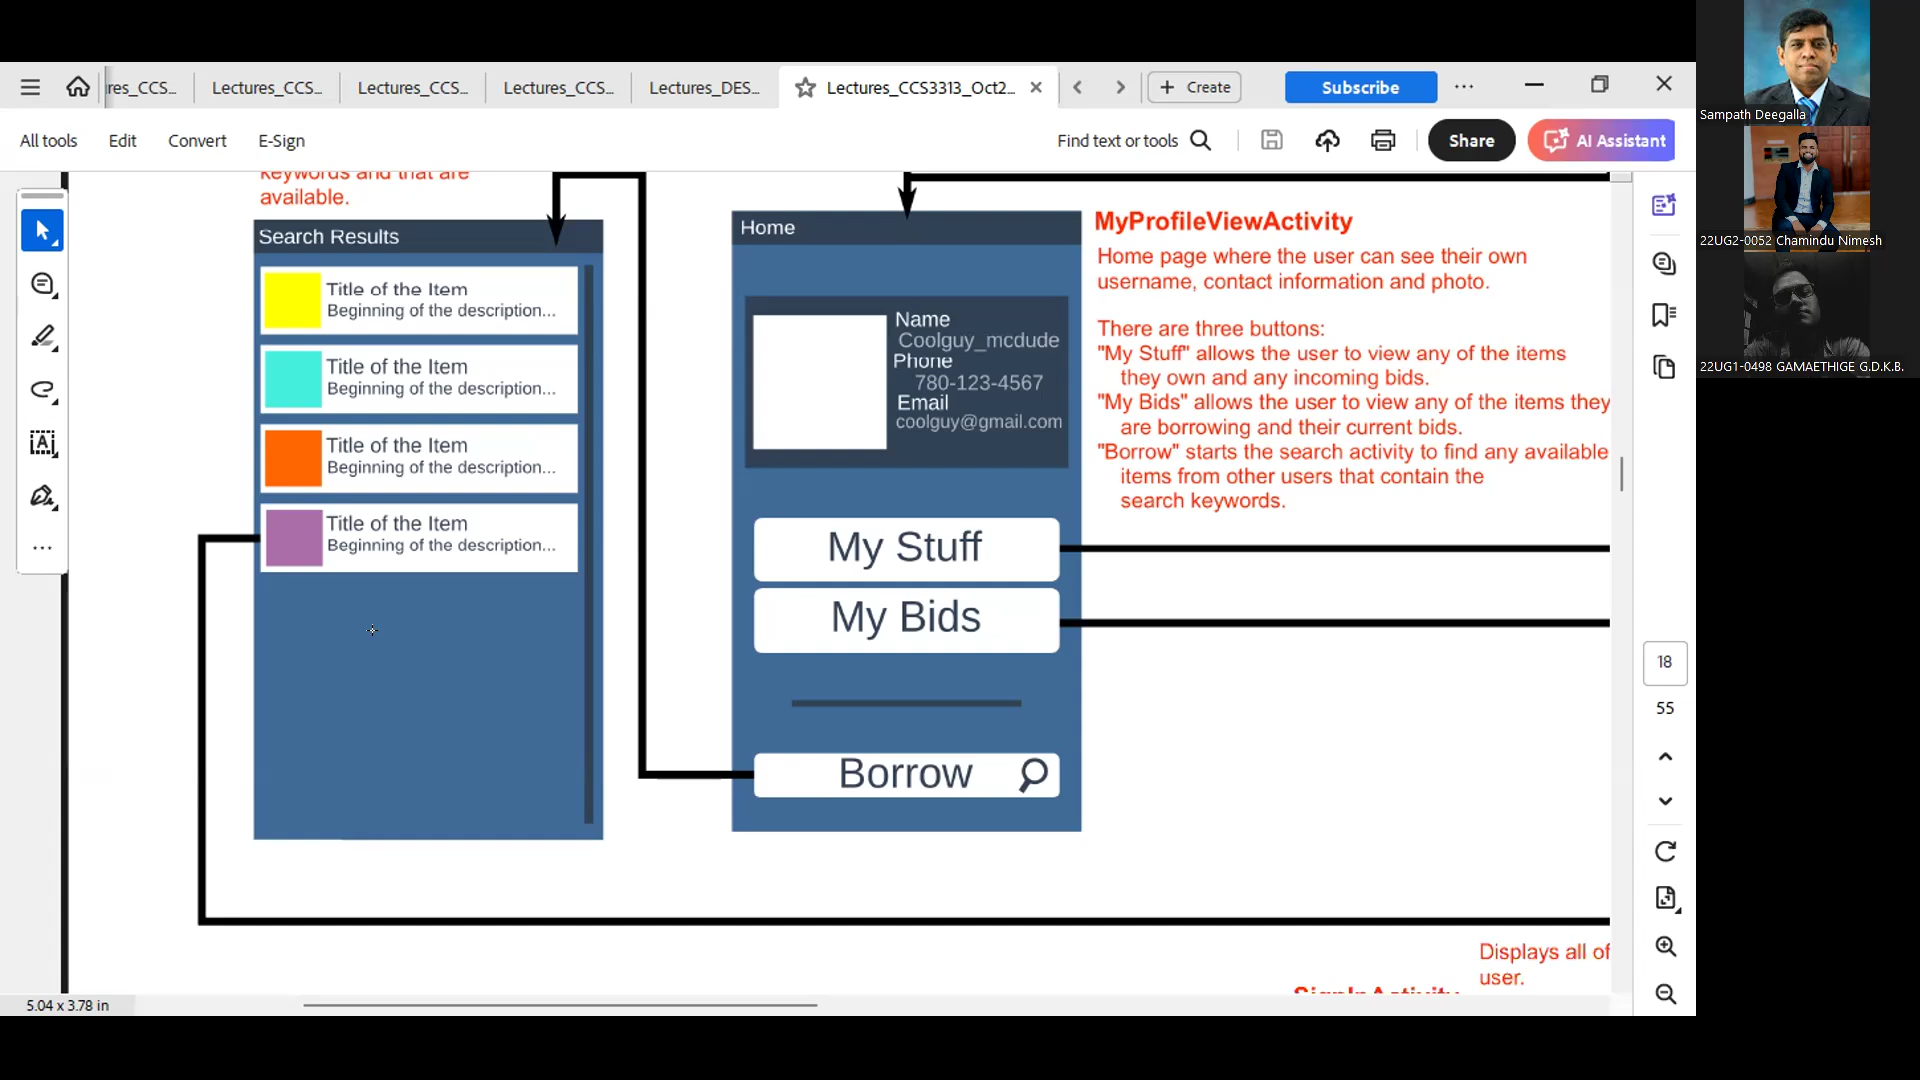 res_CCS...
Lectures_CCS...
Lectures_CCS...
Lectures_CCS...
Lectures_DES...
Lectures_CCS3313_Oct2...
Create
Subscribe
All tools
Edit
Convert
E-Sign
Find text or tools
Share
AI Assistant
keywords and that are
available.
Search Results
Title of the Item
Beginning of the description...
Title of the Item
Beginning of the description...
Title of the Item
Beginning of the description...
Title of the Item
Beginning of the description...
Home
Name
Coolguy_mcdude
Phone
780-123-4567
Email
coolguy@gmail.com
My Stuff
My Bids
Borrow
MyProfileViewActivity
Home page where the user can see their own
username, contact information and photo.
There are three buttons:
"My Stuff" allows the user to view any of the items
they own and any incoming bids.
"My Bids" allows the user to view any of the items they
are borrowing and their current bids.
"Borrow" starts the search activity to find any available
items from other users that contain the
search keywords.
Displays all of
user.
SignInActivity
18
55
5.04 x 3.78 in
Sampath Deegalla
22UG2-0052 Chamindu Nimesh
22UG1-0498 GAMAETHIGE G.D.K.B.